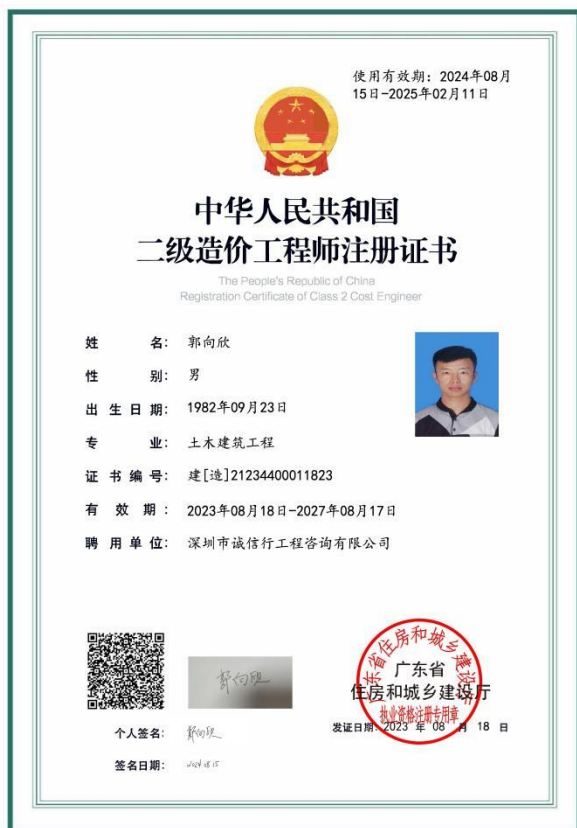 使用有效期: 2024年08月
15日-2025年02月11日
中华人民共和国
二级造价工程师注册证书
The People's Republic of China
Registration Certificate of Class 2 Cost Engineer
姓 名: 郭向欣
性 别: 男
出生日期: 1982年09月23日
专 业: 土木建筑工程
证书编号: 建[造]21234400011823
有 效 期: 2023年08月18日-2027年08月17日
聘用单位: 深圳市诚信行工程咨询有限公司
郭向欣
广东省住房和城乡建设厅
广东省
住房和城乡建设厅
执业资格注册专用章
个人签名: 郭向欣
发证日期: 2023 年 08 月 18 日
签名日期: 2024.08.15